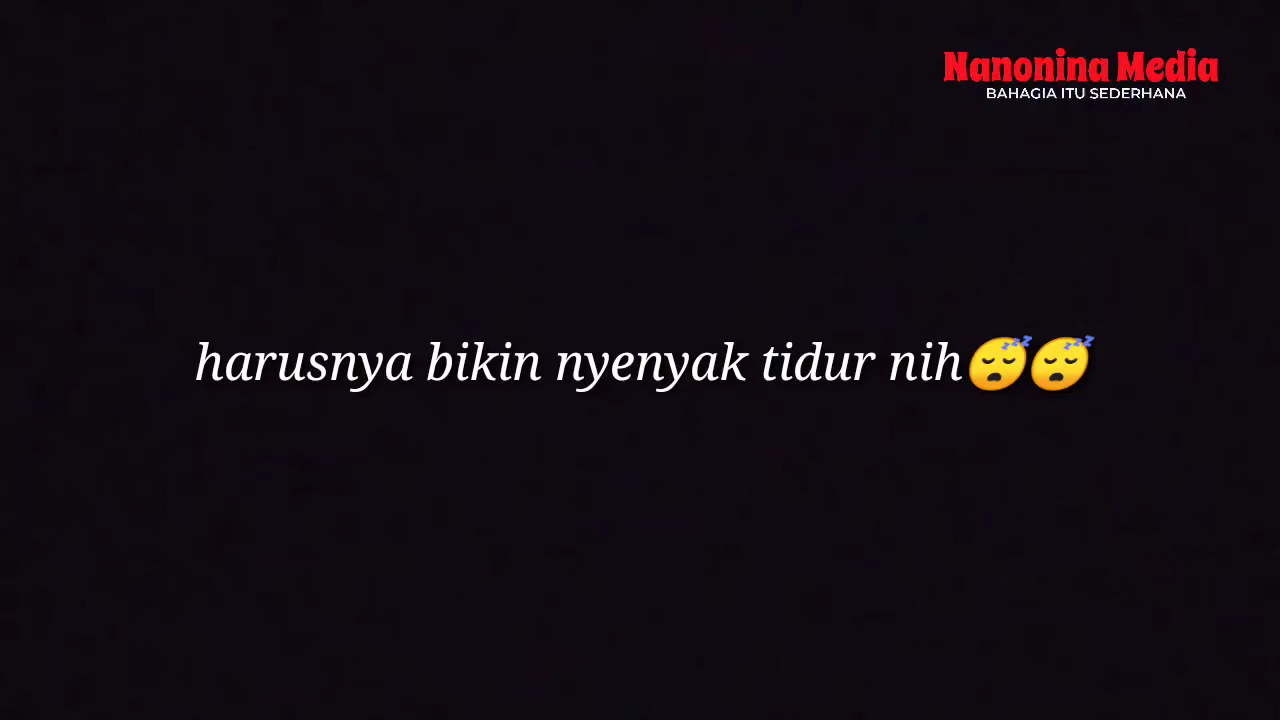 Nanonina Media
BAHAGIA ITU SEDERHANA
harusnya bikin nyenyak tidur nih😴😴